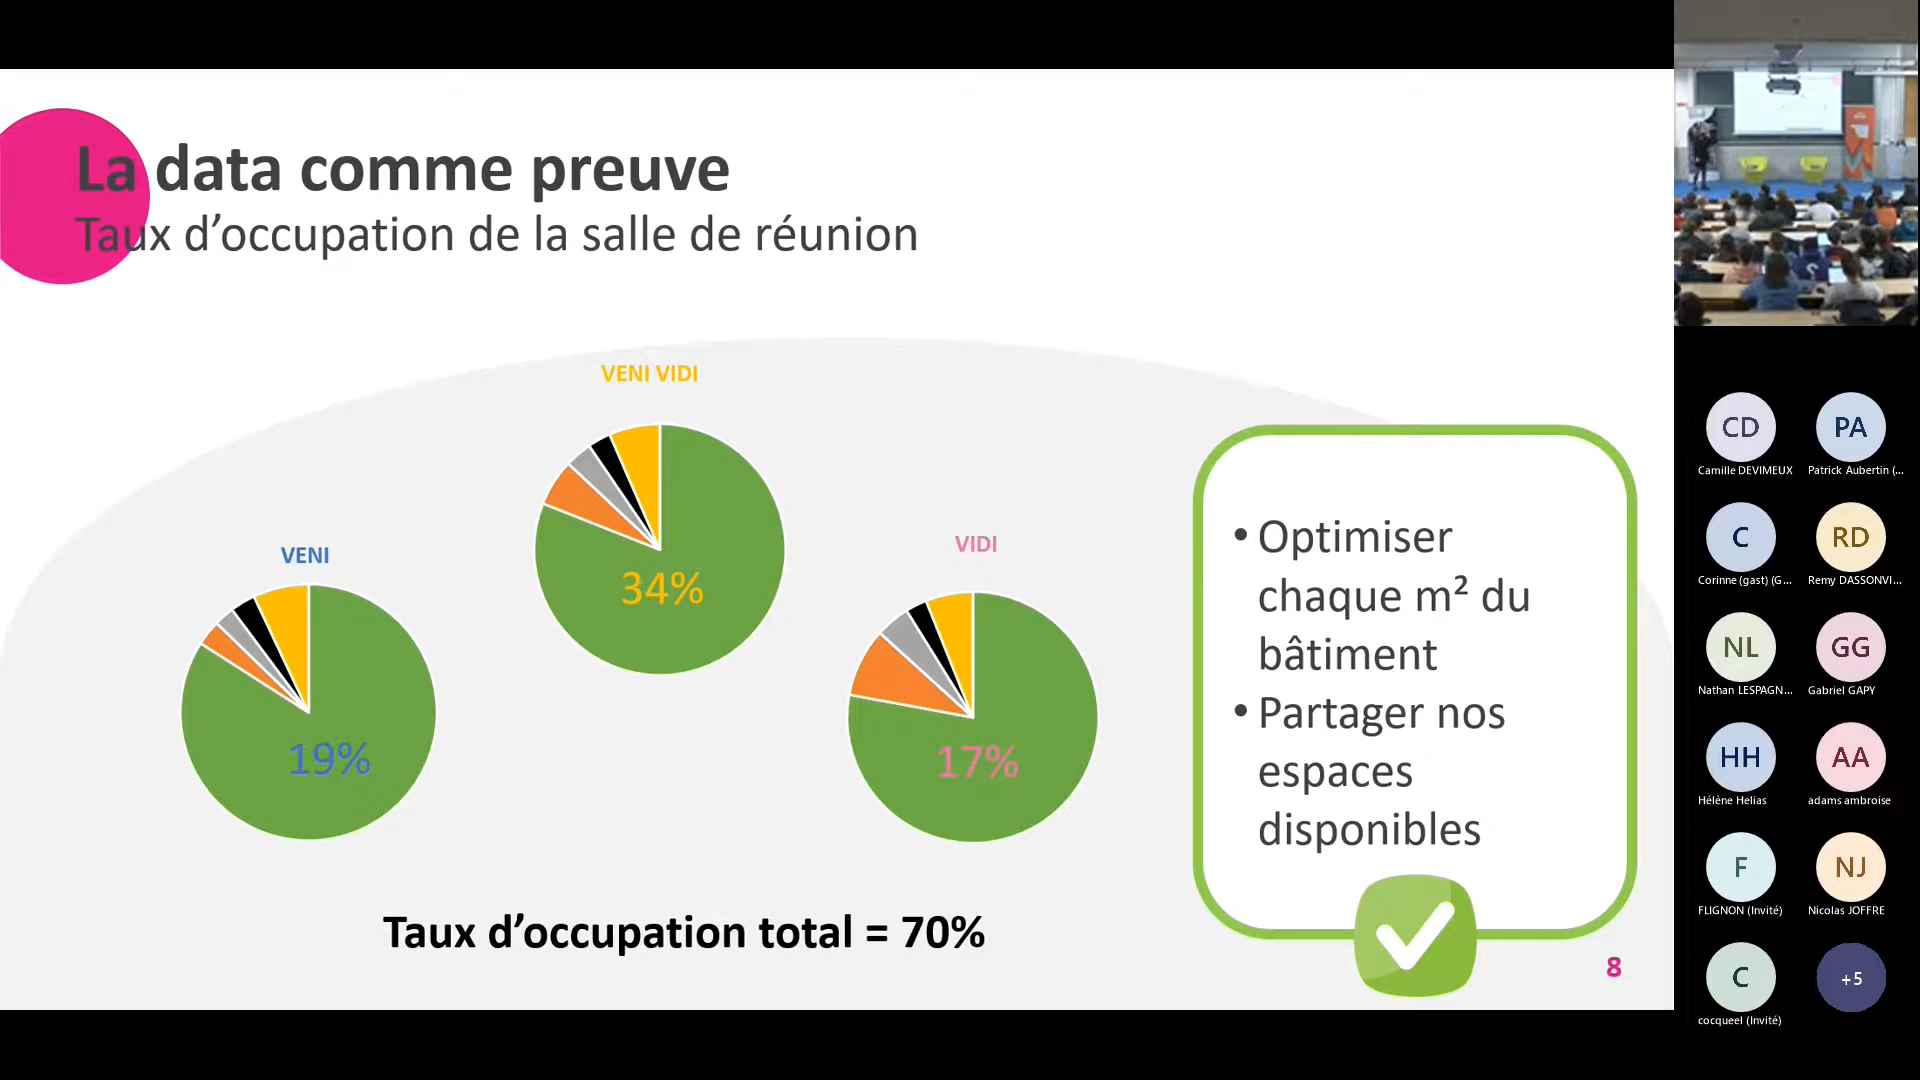 La data comme preuve
Taux d’occupation de la salle de réunion
VENI VIDI
34%
VENI
19%
VIDI
17%
• Optimiser
chaque m² du
bâtiment
• Partager nos
espaces
disponibles
Taux d’occupation total = 70%
8
CD
Camille DEVIMEUX
PA
Patrick Aubertin (...
C
Corinne (gast) (G...
RD
Remy DASSONVI...
NL
Nathan LESPAGN...
GG
Gabriel GAPY
HH
Hélène Helias
AA
adams ambroise
F
FLIGNON (Invité)
NJ
Nicolas JOFFRE
C
cocqueel (Invité)
+5